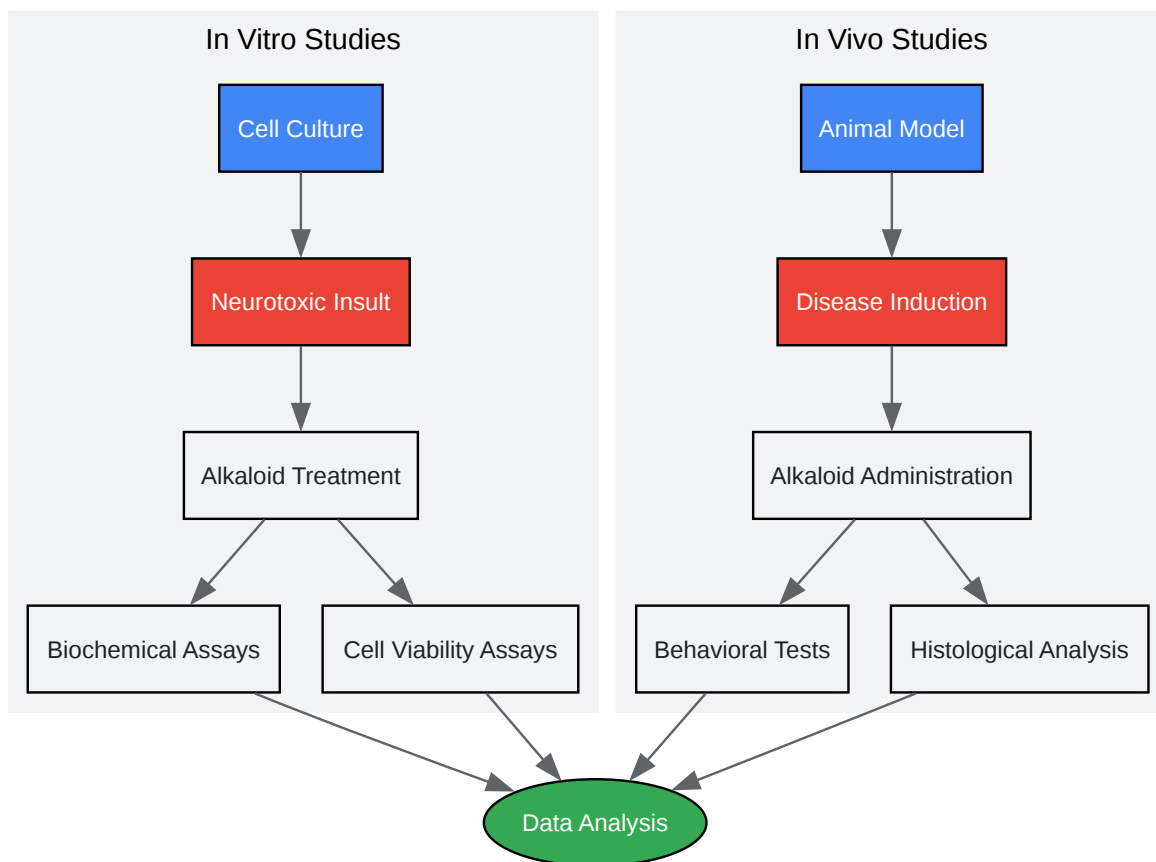 In Vitro Studies
Cell Culture
Neurotoxic Insult
Alkaloid Treatment
Biochemical Assays
Cell Viability Assays
In Vivo Studies
Animal Model
Disease Induction
Alkaloid Administration
Behavioral Tests
Histological Analysis
Data Analysis